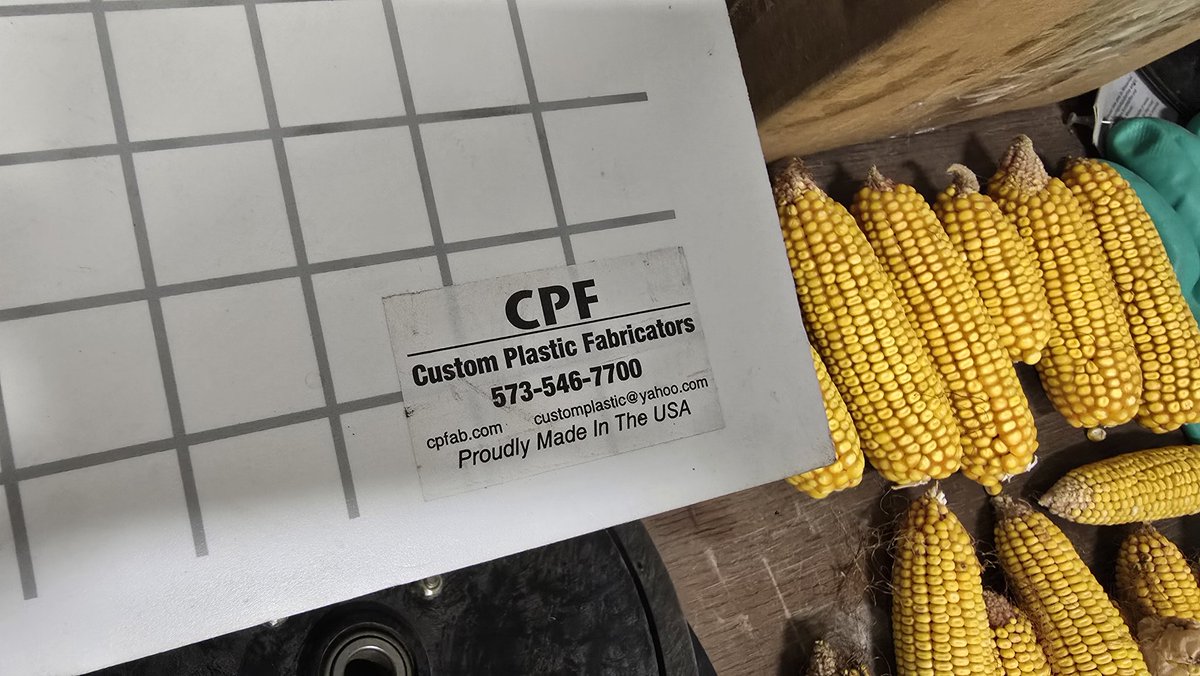 CPF
Custom Plastic Fabricators
573-546-7700
cpfab.com customplastic@yahoo.com
Proudly Made In The USA